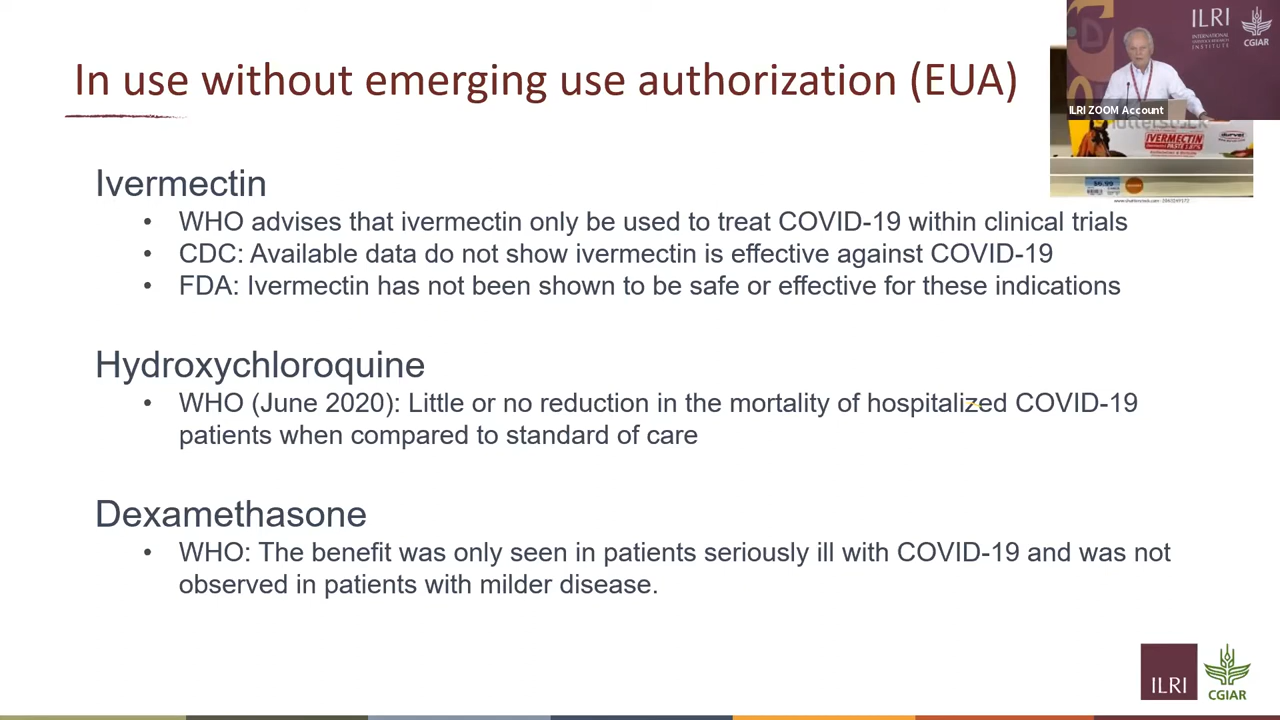 In use without emerging use authorization (EUA)
ILRI
INTERNATIONAL
INSTITUTE
CGIAR
ILRI ZOOM Account
IVERMECTIN
durvet
Ivermectin
• WHO advises that ivermectin only be used to treat COVID-19 within clinical trials
• CDC: Available data do not show ivermectin is effective against COVID-19
• FDA: Ivermectin has not been shown to be safe or effective for these indications
Hydroxychloroquine
• WHO (June 2020): Little or no reduction in the mortality of hospitalized COVID-19
patients when compared to standard of care
Dexamethasone
• WHO: The benefit was only seen in patients seriously ill with COVID-19 and was not
observed in patients with milder disease.
ILRI
CGIAR